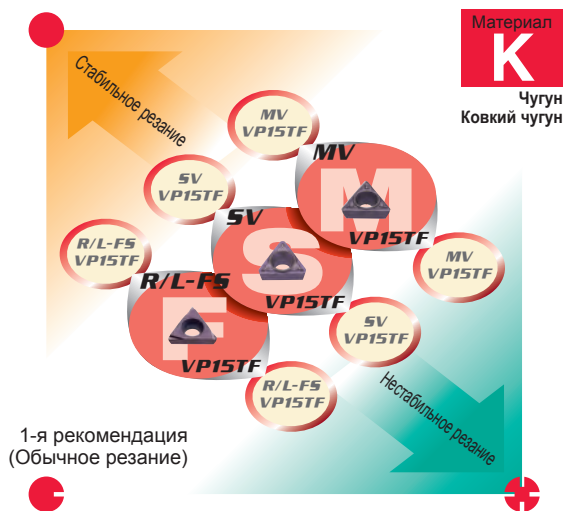 Материал
K
Чугун
Ковкий чугун
Стабильное резание
MV
VP15TF
SV
VP15TF
R/L-FS
VP15TF
MV
M
VP15TF
SV
S
VP15TF
R/L-FS
F
VP15TF
MV
VP15TF
SV
VP15TF
R/L-FS
VP15TF
Нестабильное резание
1-я рекомендация
(Обычное резание)